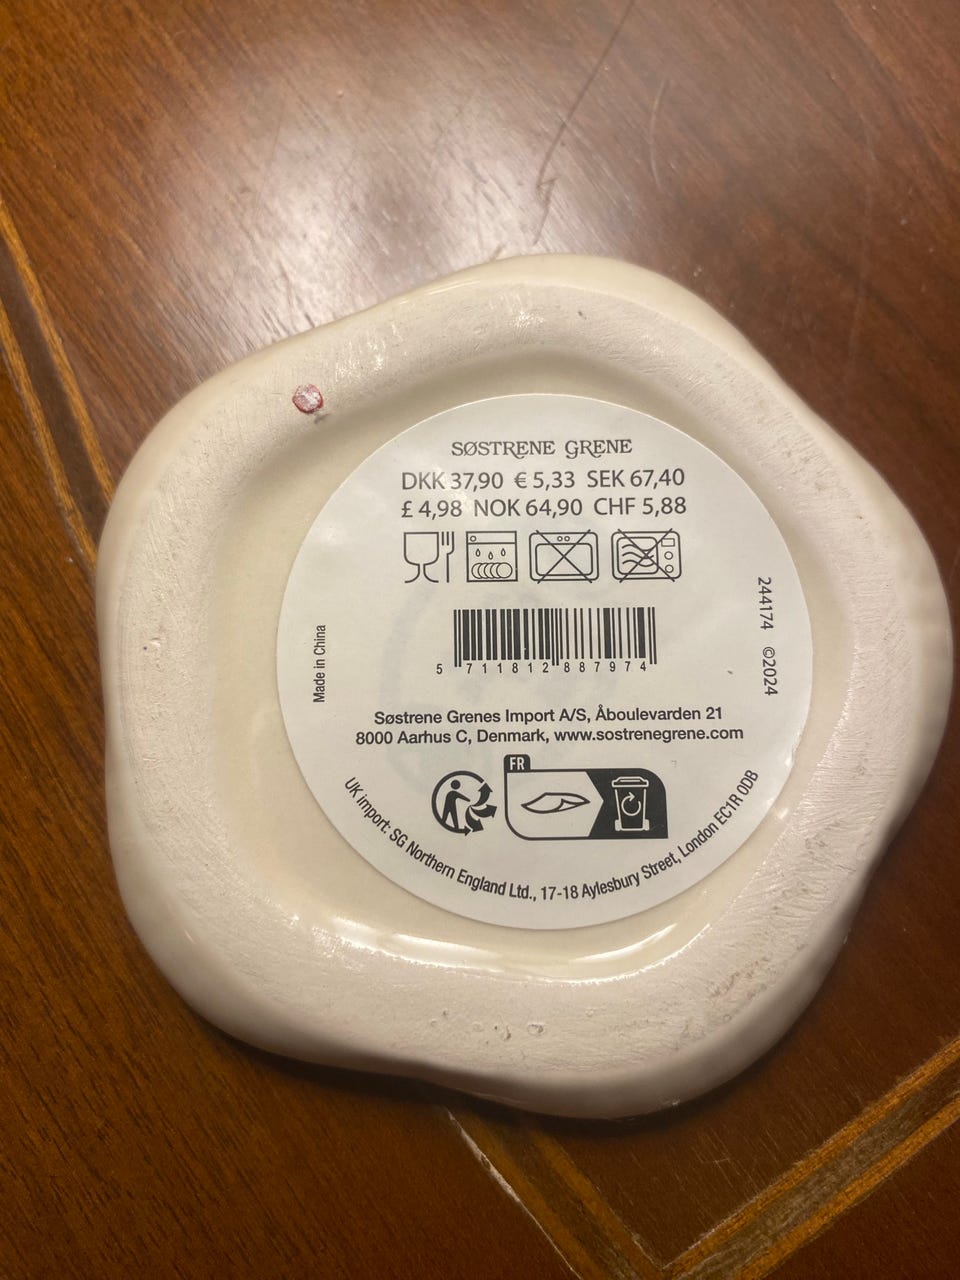 SØSTRENE GRENE
DKK 37,90 € 5,33 SEK 67,40
£ 4,98 NOK 64,90 CHF 5,88
244174 ©2024
Made in China
5 711812 887974
Søstrene Grenes Import A/S, Åboulevarden 21
8000 Aarhus C, Denmark, www.sostrenegrene.com
FR
UK import: SG Northern England Ltd., 17-18 Aylesbury Street, London EC1R 0DB